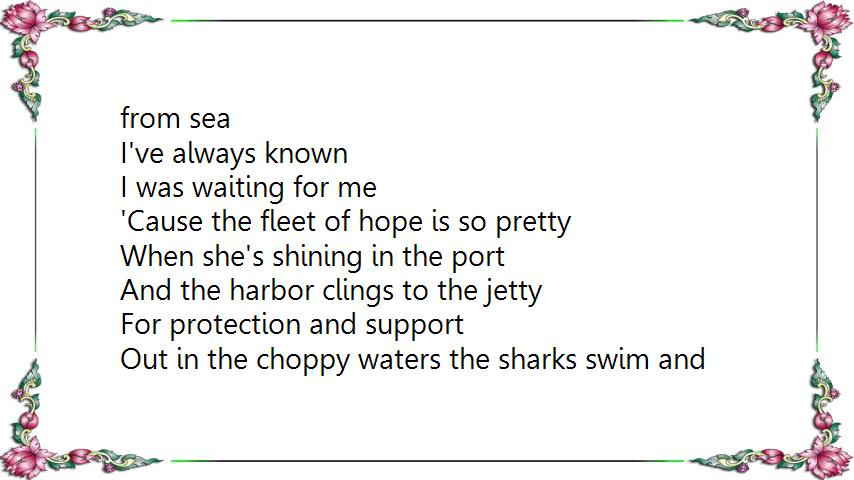 from sea
I've always known
I was waiting for me
'Cause the fleet of hope is so pretty
When she's shining in the port
And the harbor clings to the jetty
For protection and support
Out in the choppy waters the sharks swim and